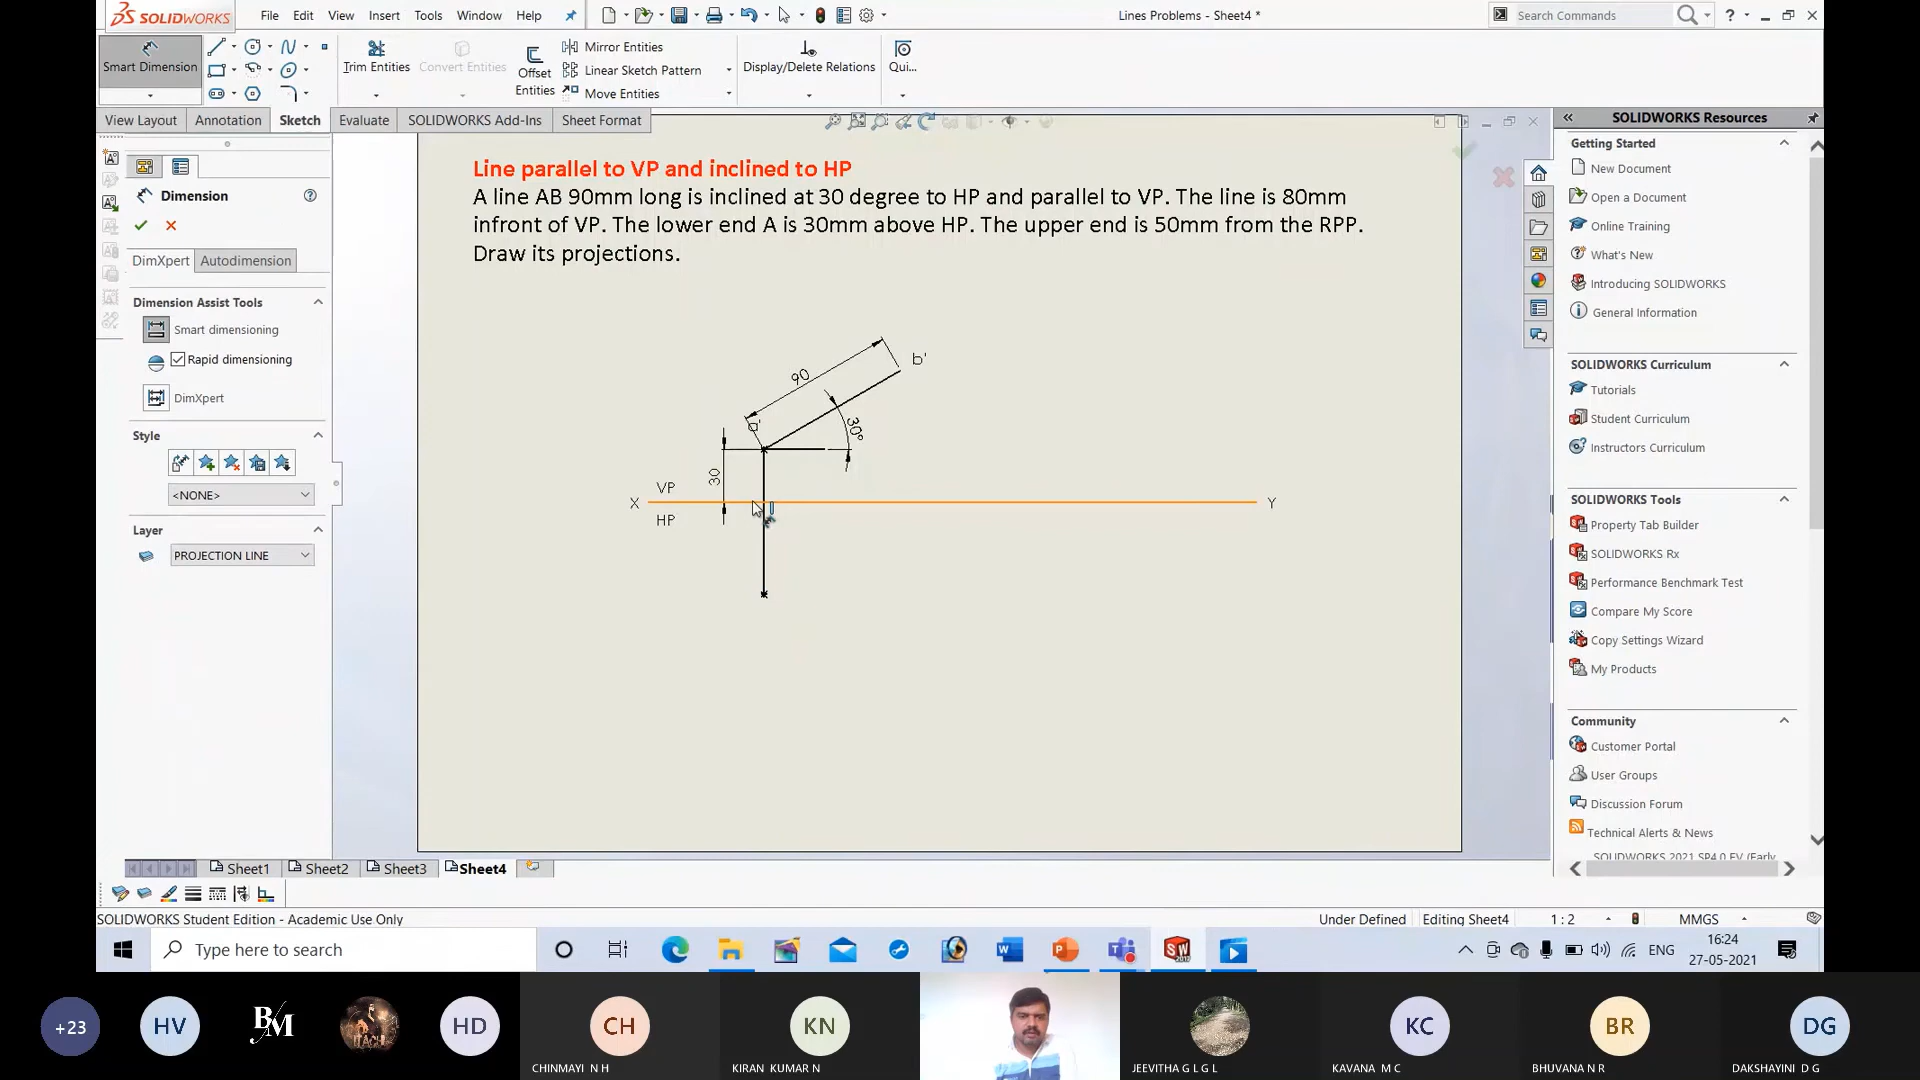 SOLIDWORKS File Edit View Insert Tools Window Help Lines Problems - Sheet4 * Search Commands ?
Smart Dimension Trim Entities Convert Entities Offset Entities Mirror Entities Display/Delete Relations Qui...
Linear Sketch Pattern
Move Entities
View Layout Annotation Sketch Evaluate SOLIDWORKS Add-Ins Sheet Format
Dimension
DimXpert Autodimension
Dimension Assist Tools
Smart dimensioning
Rapid dimensioning
DimXpert
Style
<NONE>
Layer
PROJECTION LINE
Line parallel to VP and inclined to HP
A line AB 90mm long is inclined at 30 degree to HP and parallel to VP. The line is 80mm
infront of VP. The lower end A is 30mm above HP. The upper end is 50mm from the RPP.
Draw its projections.
b'
90
a'
30°
30
VP
X Y
HP
SOLIDWORKS Resources
Getting Started
New Document
Open a Document
Online Training
What's New
Introducing SOLIDWORKS
General Information
SOLIDWORKS Curriculum
Tutorials
Student Curriculum
Instructors Curriculum
SOLIDWORKS Tools
Property Tab Builder
SOLIDWORKS Rx
Performance Benchmark Test
Compare My Score
Copy Settings Wizard
My Products
Community
Customer Portal
User Groups
Discussion Forum
Technical Alerts & News
SOLIDWORKS 2021 SP4.0 EV (Early
Sheet1 Sheet2 Sheet3 Sheet4
SOLIDWORKS Student Edition - Academic Use Only Under Defined Editing Sheet4 1 : 2 MMGS
Type here to search ENG 16:24
27-05-2021
+23 HV BM HD CH KN KC BR DG
CHINMAYI N H KIRAN KUMAR N JEEVITHA G L G L KAVANA M C BHUVANA N R DAKSHAYINI D G